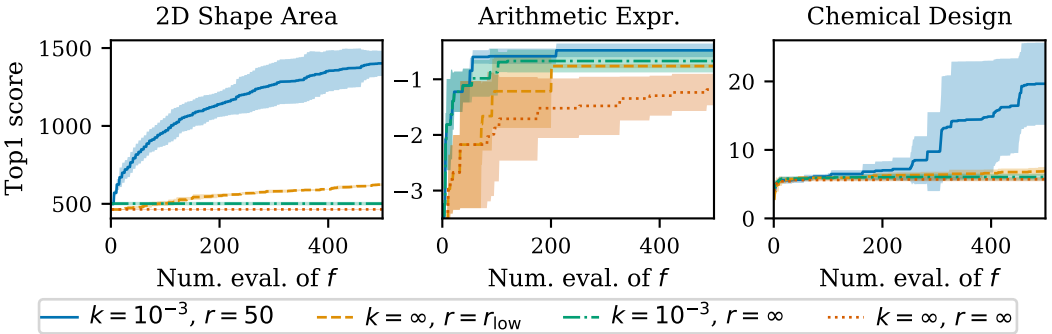 2D Shape Area
Arithmetic Expr.
Chemical Design
Top1 score
1500
1000
500
0
200
400
Num. eval. of f
−1
−2
−3
0
200
400
Num. eval. of f
20
10
0
0
200
400
Num. eval. of f
k = 10⁻³, r = 50
k = ∞, r = r_low
k = 10⁻³, r = ∞
k = ∞, r = ∞